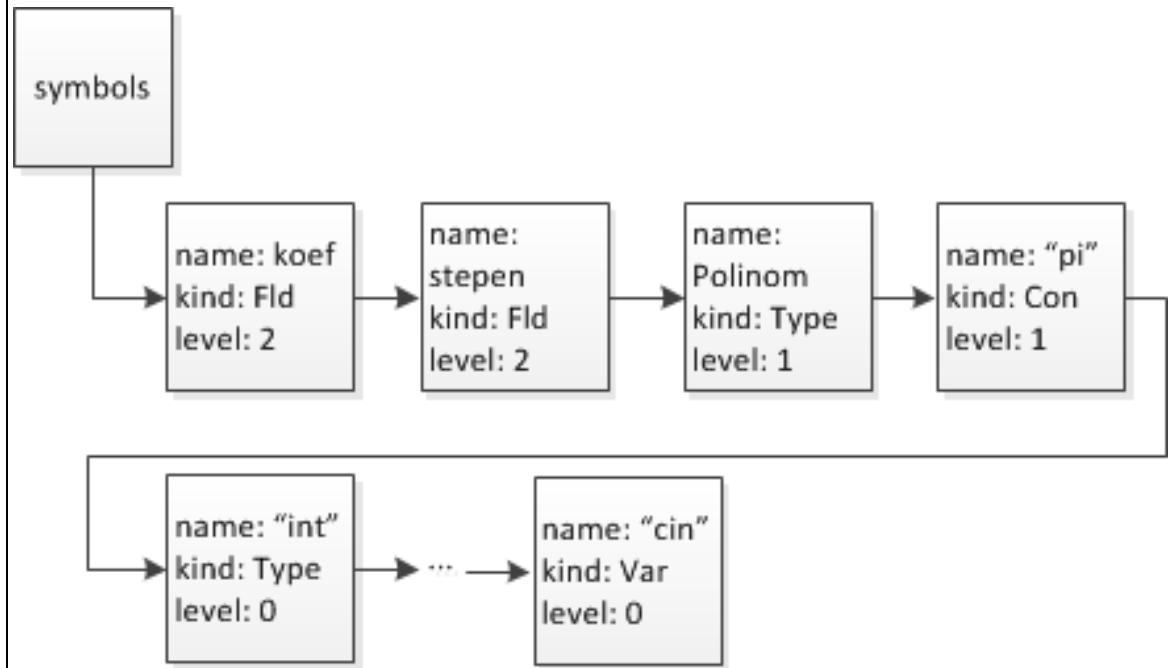 symbols
name: koef
kind: Fld
level: 2
name:
stepen
kind: Fld
level: 2
name:
Polinom
kind: Type
level: 1
name: “pi”
kind: Con
level: 1
name: “int”
kind: Type
level: 0
...
name: “cin”
kind: Var
level: 0